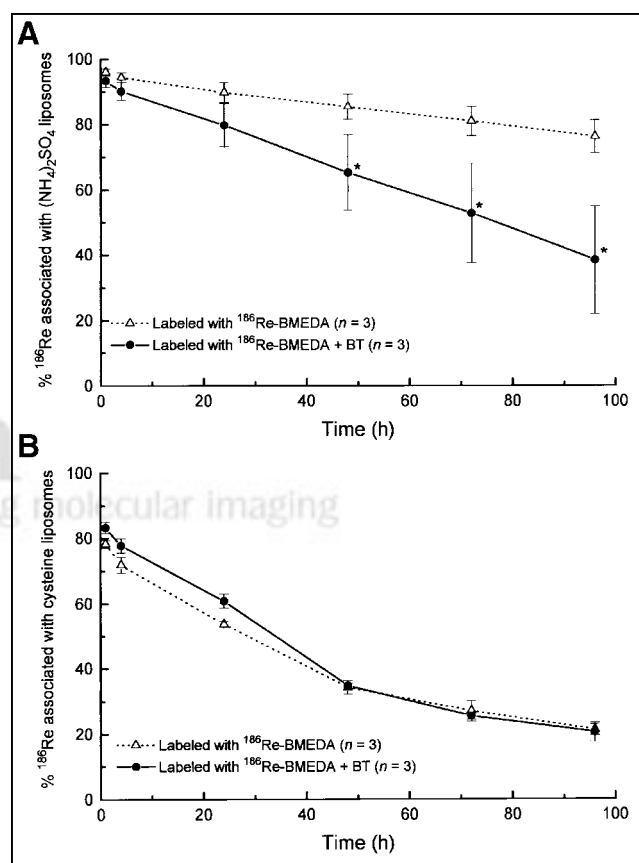 A
% ¹⁸⁶Re associated with (NH₄)₂SO₄ liposomes
100
80
60
40
20
0
*
*
*
Labeled with ¹⁸⁶Re-BMEDA (n = 3)
Labeled with ¹⁸⁶Re-BMEDA + BT (n = 3)
0 20 40 60 80 100
Time (h)
B
% ¹⁸⁶Re associated with cysteine liposomes
100
80
60
40
20
0
molecular imaging
Labeled with ¹⁸⁶Re-BMEDA (n = 3)
Labeled with ¹⁸⁶Re-BMEDA + BT (n = 3)
0 20 40 60 80 100
Time (h)